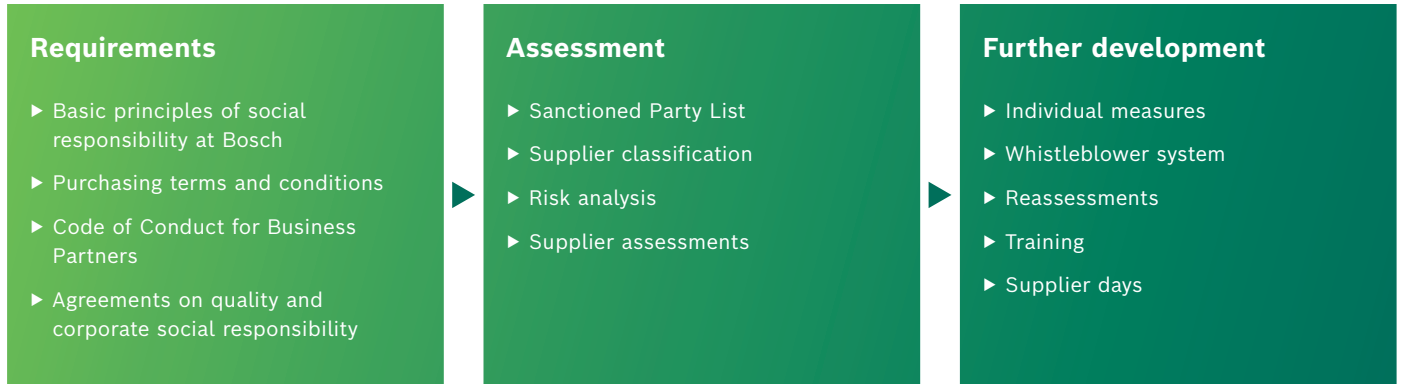 Requirements
Basic principles of social
responsibility at Bosch
Purchasing terms and conditions
Code of Conduct for Business
Partners
Agreements on quality and
corporate social responsibility
Assessment
Sanctioned Party List
Supplier classification
Risk analysis
Supplier assessments
Further development
Individual measures
Whistleblower system
Reassessments
Training
Supplier days